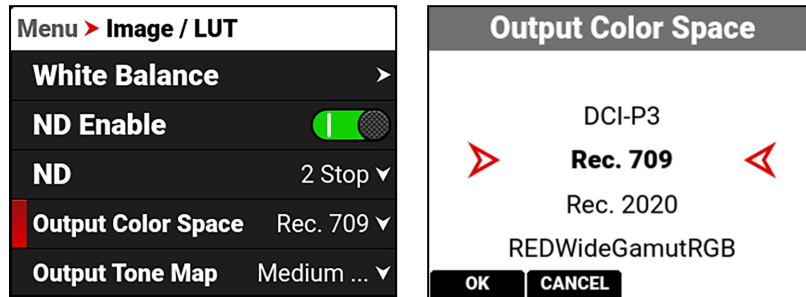 Menu > Image / LUT
White Balance
ND Enable
ND 2 Stop
Output Color Space Rec. 709
Output Tone Map Medium ...
Output Color Space
DCI-P3
Rec. 709
Rec. 2020
REDWideGamutRGB
OK CANCEL